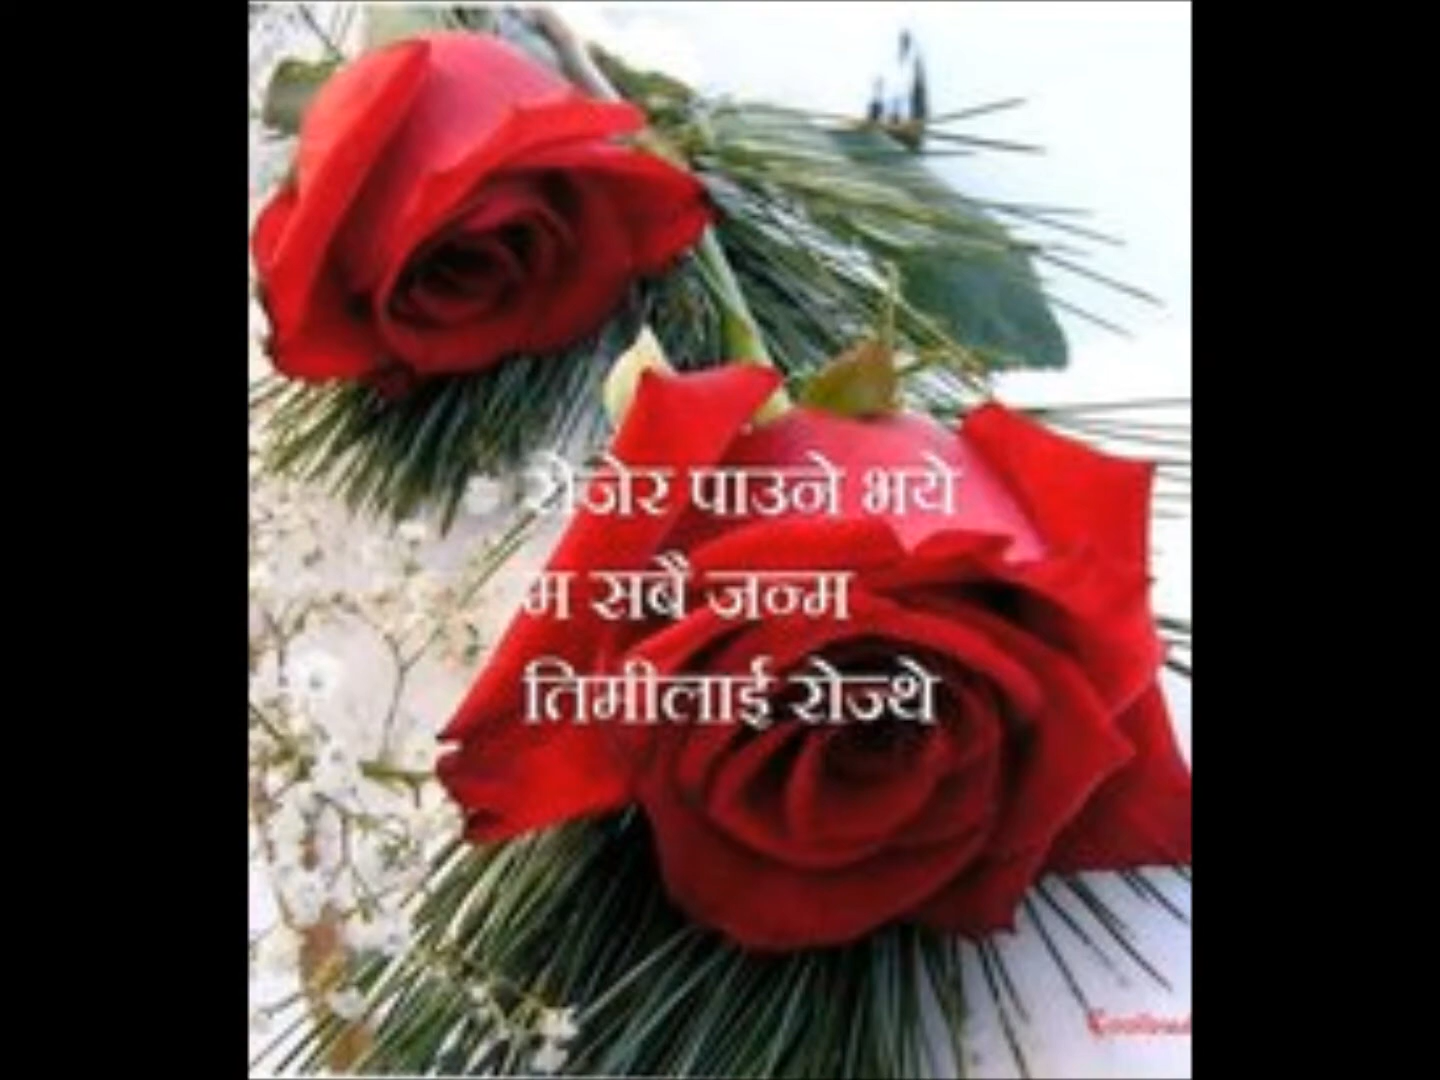 रोजेर पाउने भये
म सबै जन्म
तिमीलाई रोज्थे